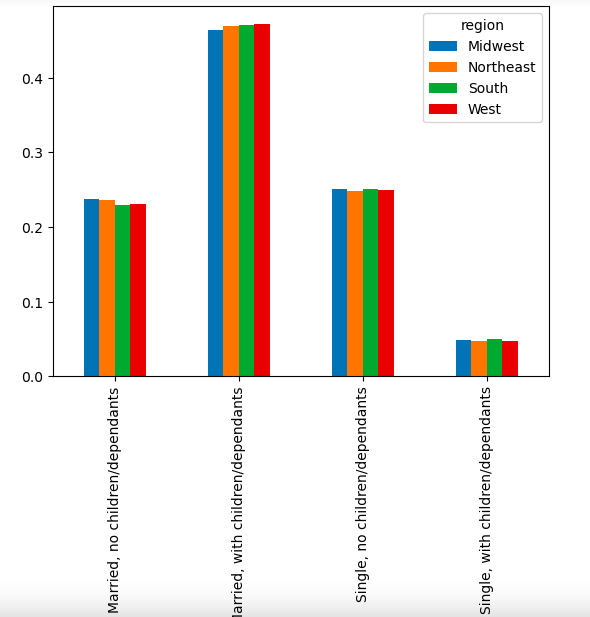 region
Midwest
Northeast
South
West
0.4
0.3
0.2
0.1
0.0
Married, no children/dependants
with children/dependants
Single, no children/dependants
Single, with children/dependants